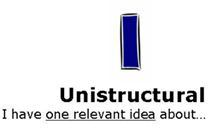 Unistructural
I have one relevant idea about...